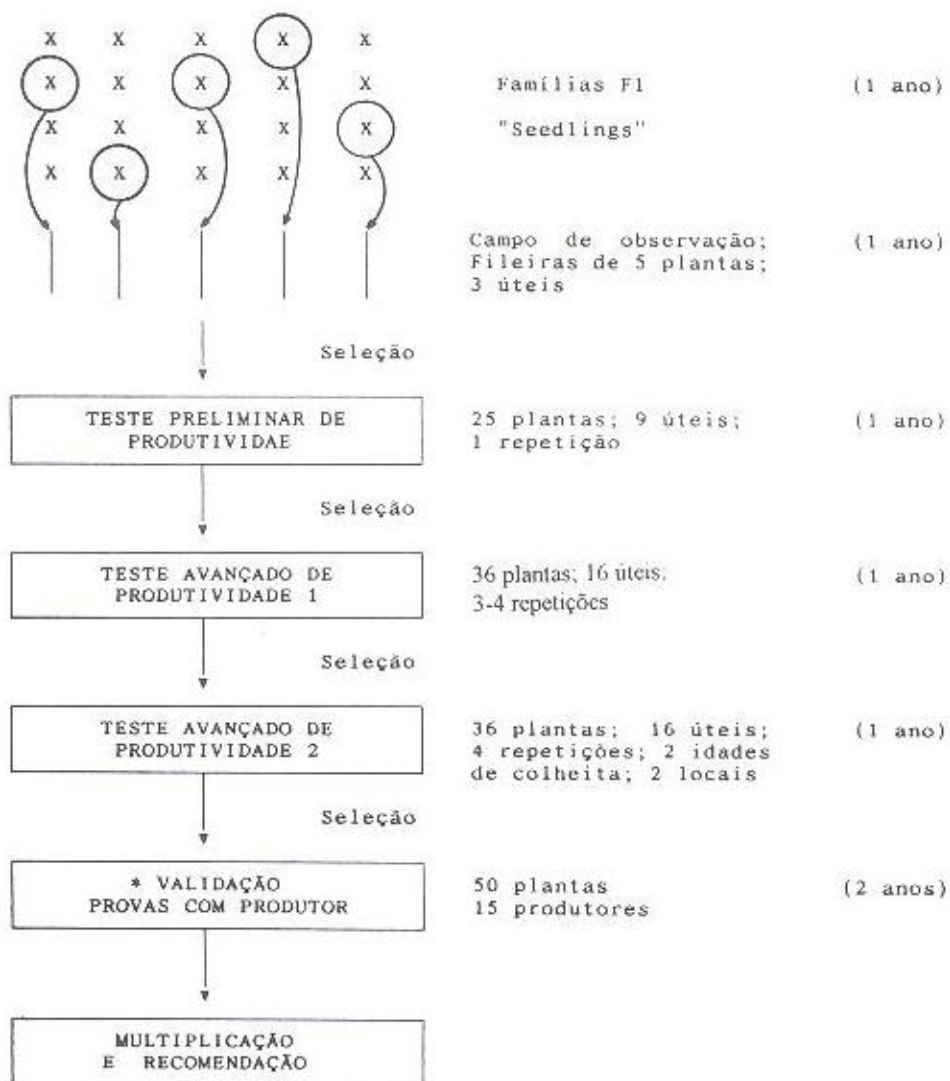 X X X X X
X X X X X
X X X X X
X X X X X
Famílias F1 (1 ano)
"Seedlings"
Campo de observação; (1 ano)
Fileiras de 5 plantas;
3 úteis
Seleção
TESTE PRELIMINAR DE
PRODUTIVIDAE
25 plantas; 9 úteis; (1 ano)
1 repetição
Seleção
TESTE AVANÇADO DE
PRODUTIVIDADE 1
36 plantas; 16 úteis; (1 ano)
3-4 repetições
Seleção
TESTE AVANÇADO DE
PRODUTIVIDADE 2
36 plantas; 16 úteis; (1 ano)
4 repetições; 2 idades
de colheita; 2 locais
Seleção
* VALIDAÇÃO
PROVAS COM PRODUTOR
50 plantas (2 anos)
15 produtores
MULTIPLICAÇÃO
E RECOMENDAÇÃO